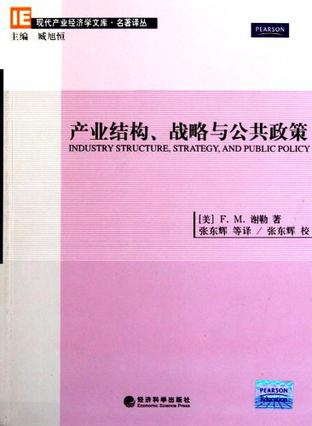 IE 现代产业经济学文库·名著译丛
主编 臧旭恒
PEARSON
产业结构、战略与公共政策
INDUSTRY STRUCTURE, STRATEGY, AND PUBLIC POLICY
[美] F. M. 谢勒 著
张东辉 等译 / 张东辉 校
PEARSON
Education
经济科学出版社
Economic Science Press